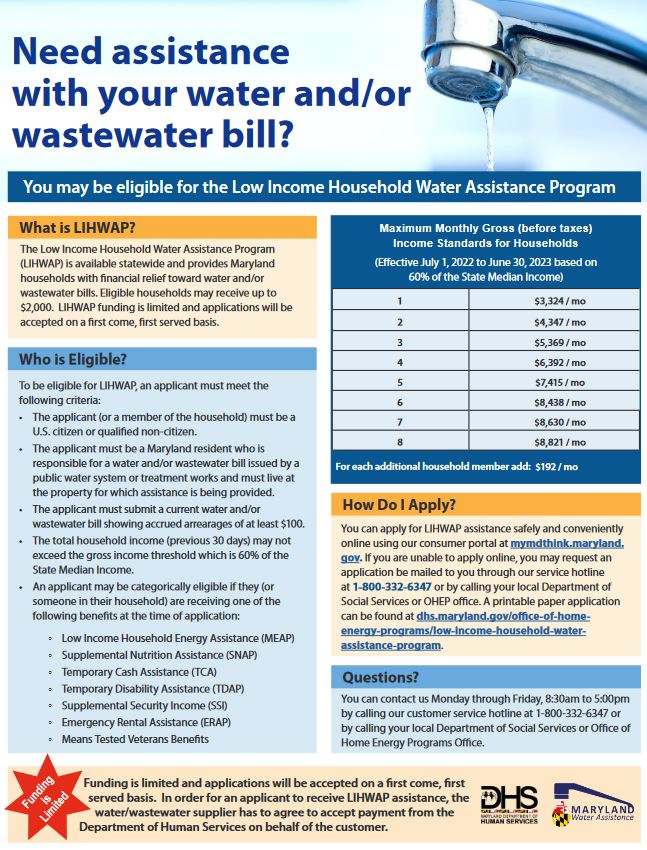 Need assistance
with your water and/or
wastewater bill?
You may be eligible for the Low Income Household Water Assistance Program
What is LIHWAP?
The Low Income Household Water Assistance Program
(LIHWAP) is available statewide and provides Maryland
households with financial relief toward water and/or
wastewater bills. Eligible households may receive up to
$2,000. LIHWAP funding is limited and applications will be
accepted on a first come, first served basis.
Who is Eligible?
To be eligible for LIHWAP, an applicant must meet the
following criteria:
• The applicant (or a member of the household) must be a
U.S. citizen or qualified non-citizen.
• The applicant must be a Maryland resident who is
responsible for a water and/or wastewater bill issued by a
public water system or treatment works and must live at
the property for which assistance is being provided.
• The applicant must submit a current water and/or
wastewater bill showing accrued arrearages of at least $100.
• The total household income (previous 30 days) may not
exceed the gross income threshold which is 60% of the
State Median Income.
• An applicant may be categorically eligible if they (or
someone in their household) are receiving one of the
following benefits at the time of application:
◦ Low Income Household Energy Assistance (MEAP)
◦ Supplemental Nutrition Assistance (SNAP)
◦ Temporary Cash Assistance (TCA)
◦ Temporary Disability Assistance (TDAP)
◦ Supplemental Security Income (SSI)
◦ Emergency Rental Assistance (ERAP)
◦ Means Tested Veterans Benefits
Maximum Monthly Gross (before taxes)
Income Standards for Households
(Effective July 1, 2022 to June 30, 2023 based on
60% of the State Median Income)
1 $3,324 / mo
2 $4,347 / mo
3 $5,369 / mo
4 $6,392 / mo
5 $7,415 / mo
6 $8,438 / mo
7 $8,630 / mo
8 $8,821 / mo
For each additional household member add: $192 / mo
How Do I Apply?
You can apply for LIHWAP assistance safely and conveniently
online using our consumer portal at mymdthink.maryland.
gov. If you are unable to apply online, you may request an
application be mailed to you through our service hotline
at 1-800-332-6347 or by calling your local Department of
Social Services or OHEP office. A printable paper application
can be found at dhs.maryland.gov/office-of-home-
energy-programs/low-income-household-water-
assistance-program.
Questions?
You can contact us Monday through Friday, 8:30am to 5:00pm
by calling our customer service hotline at 1-800-332-6347 or
by calling your local Department of Social Services or Office of
Home Energy Programs Office.
Funding
is
Limited
Funding is limited and applications will be accepted on a first come, first
served basis. In order for an applicant to receive LIHWAP assistance, the
water/wastewater supplier has to agree to accept payment from the
Department of Human Services on behalf of the customer.
DHS
MARYLAND DEPARTMENT OF
HUMAN SERVICES
MARYLAND
Water Assistance